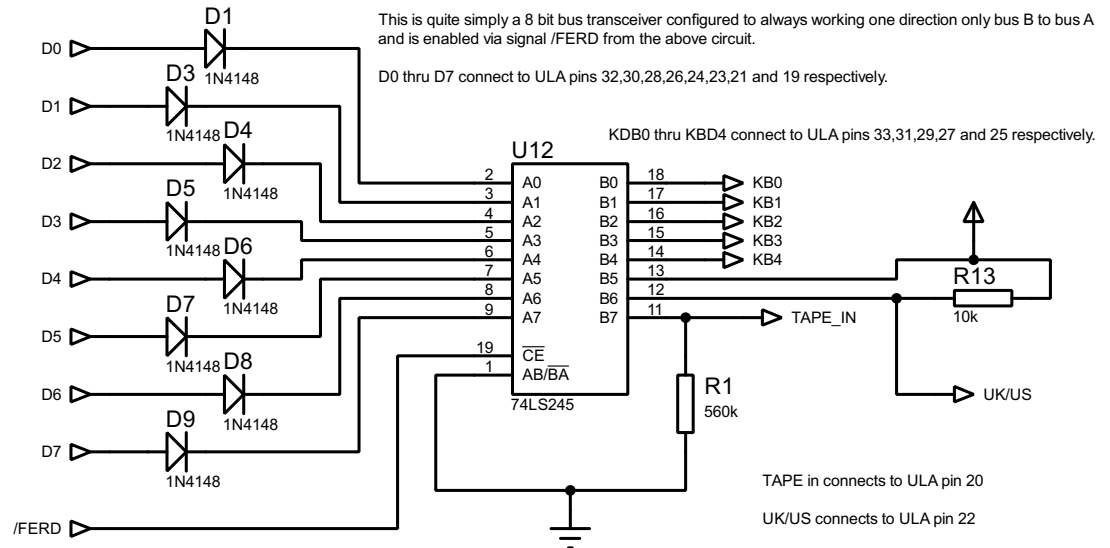 This is quite simply a 8 bit bus transceiver configured to always working one direction only bus B to bus A
and is enabled via signal /FERD from the above circuit.
D0 thru D7 connect to ULA pins 32,30,28,26,24,23,21 and 19 respectively.
KDB0 thru KBD4 connect to ULA pins 33,31,29,27 and 25 respectively.
D0
D1
1N4148
D1
D3
1N4148
D2
D4
1N4148
D3
D5
1N4148
D4
D6
1N4148
D5
D7
1N4148
D6
D8
1N4148
D7
D9
1N4148
/FERD
U12
2 A0 B0 18 KB0
3 A1 B1 17 KB1
4 A2 B2 16 KB2
5 A3 B3 15 KB3
6 A4 B4 14 KB4
7 A5 B5 13
8 A6 B6 12
9 A7 B7 11 TAPE_IN
19 CE
1 AB/BA
74LS245
R13
10k
R1
560k
UK/US
TAPE in connects to ULA pin 20
UK/US connects to ULA pin 22